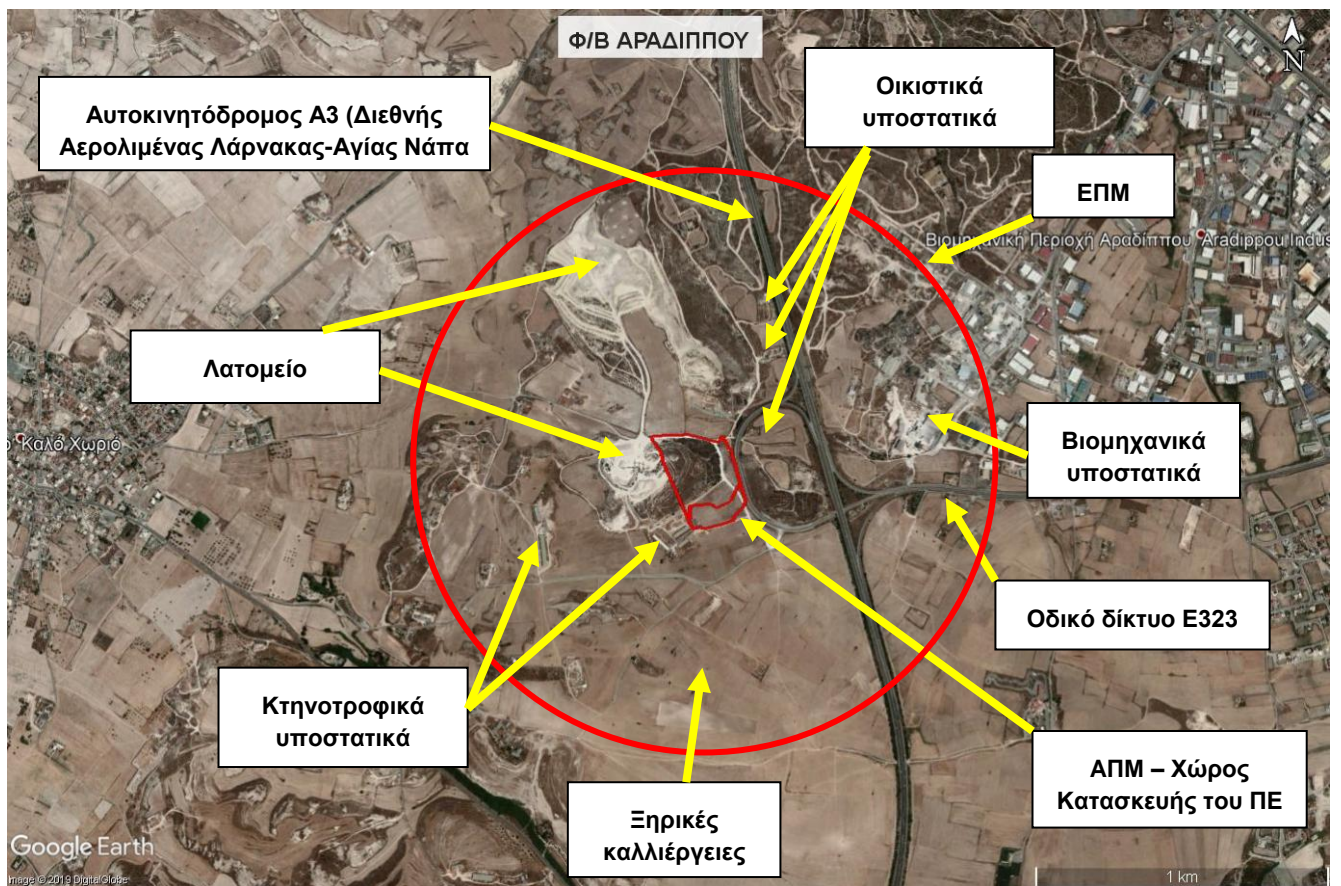 Φ/Β ΑΡΑΔΙΠΠΟΥ
N
Αυτοκινητόδρομος Α3 (Διεθνής
Αερολιμένας Λάρνακας-Αγίας Νάπα
Οικιστικά
υποστατικά
ΕΠΜ
Βιομηχανική Περιοχή Αραδίππου Aradippou Indus
Λατομείο
Καλό Χωριό
Βιομηχανικά
υποστατικά
Οδικό δίκτυο Ε323
Κτηνοτροφικά
υποστατικά
ΑΠΜ – Χώρος
Κατασκευής του ΠΕ
Ξηρικές
καλλιέργειες
Google Earth
Image © 2019 DigitalGlobe
1 km